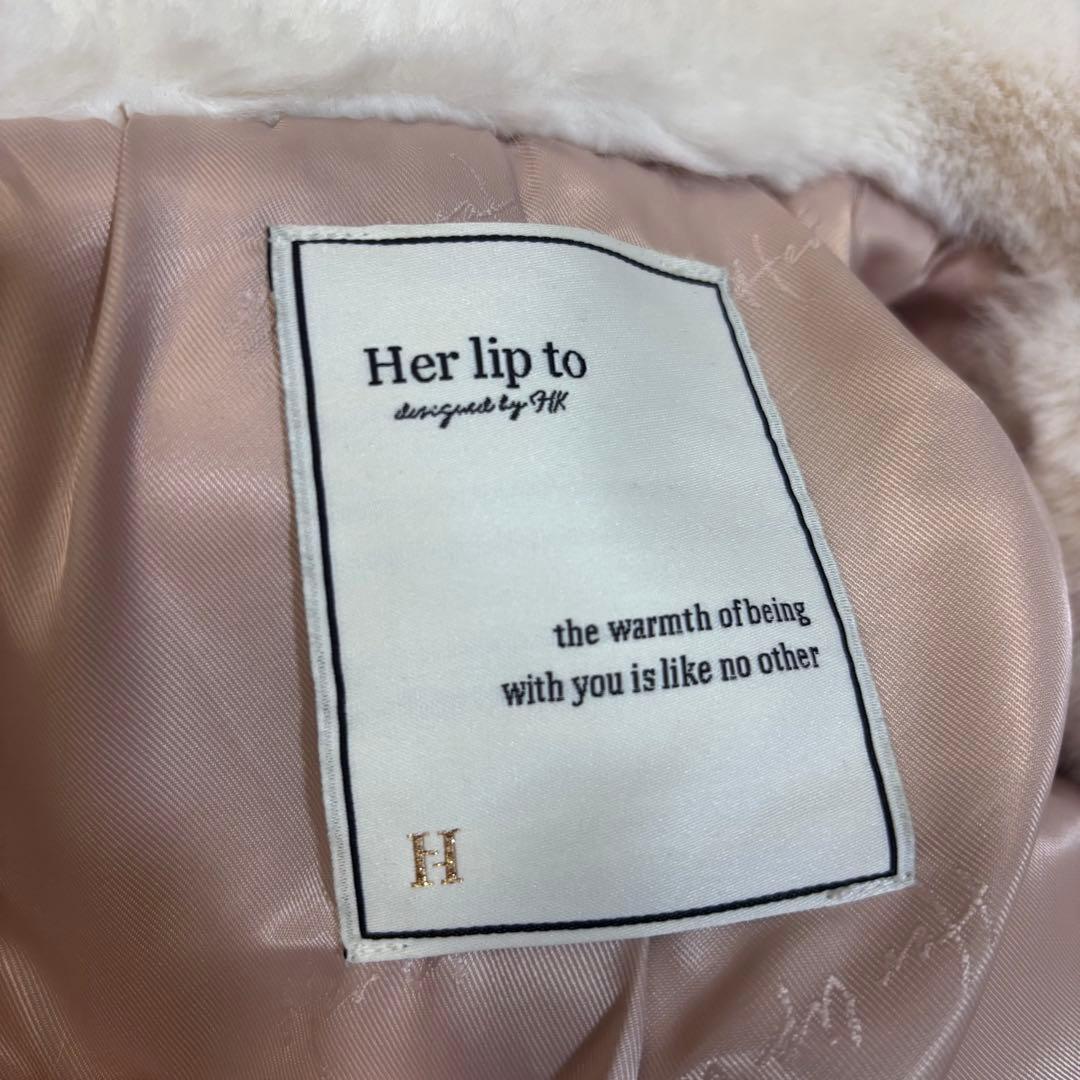 Her lip to
designed by HK
the warmth of being
with you is like no other
H